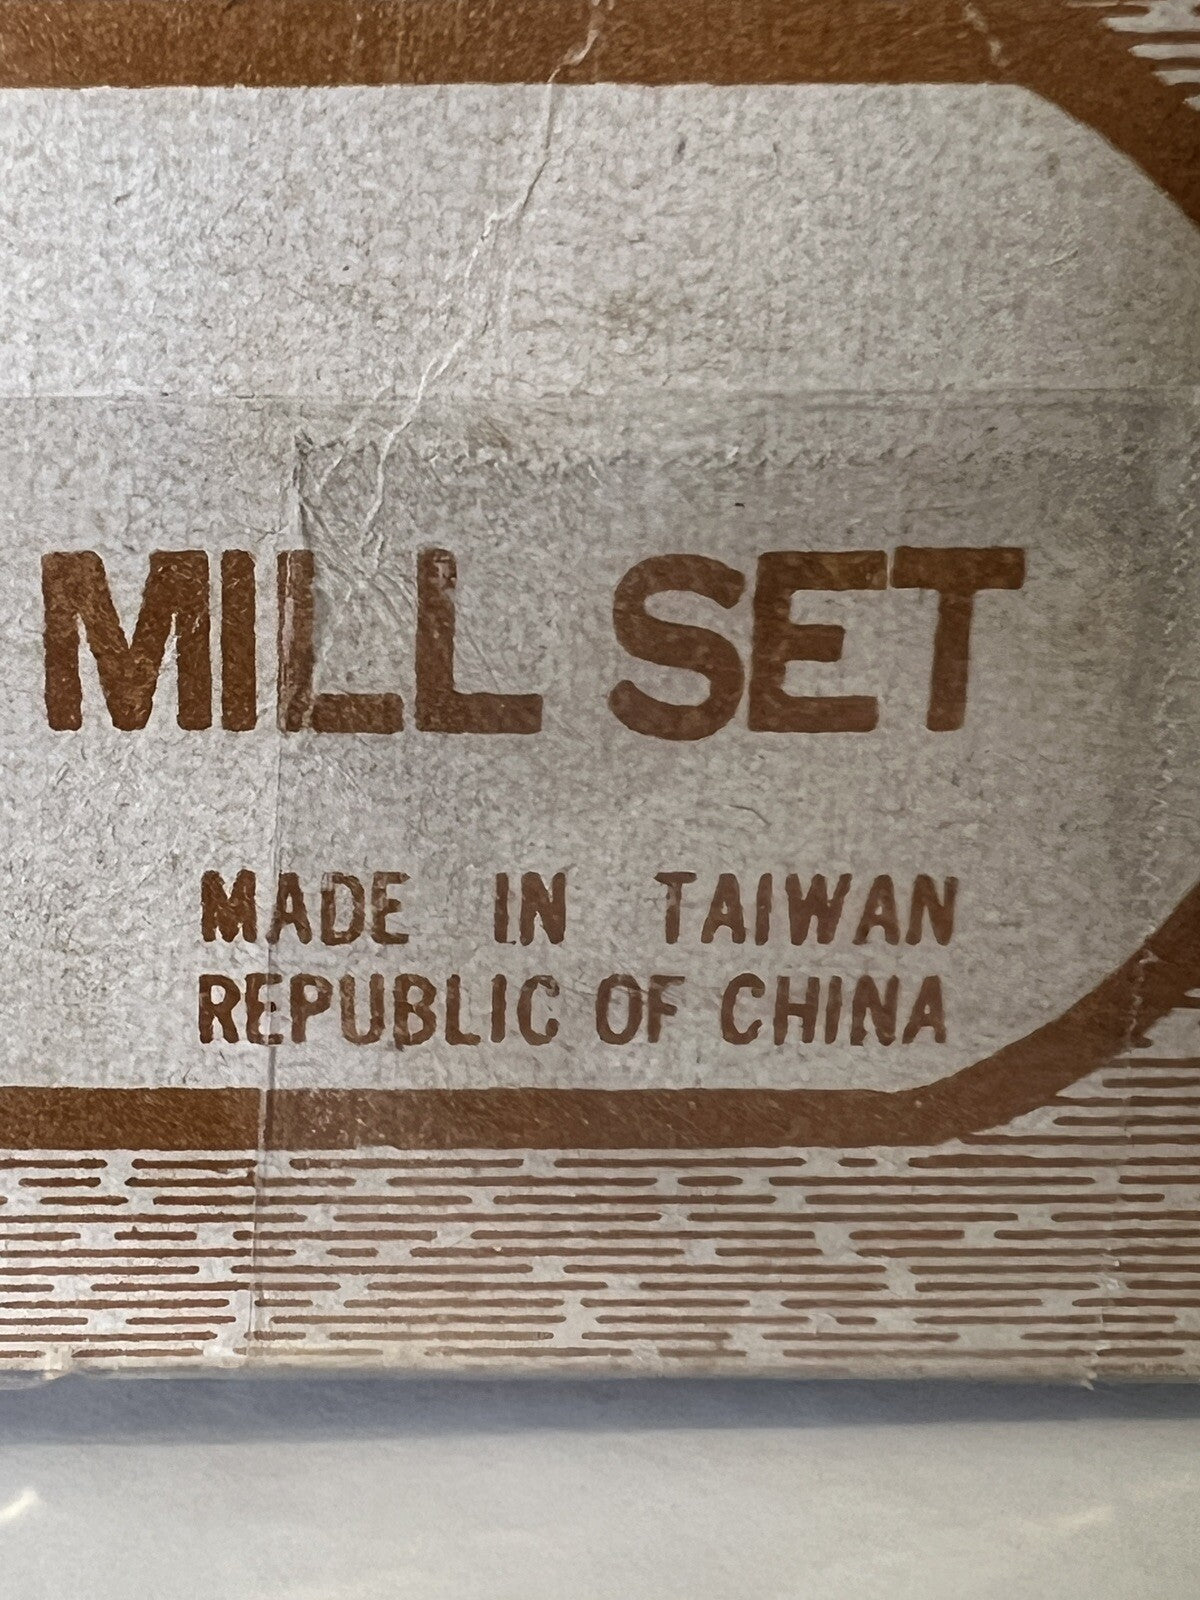 MILL SET
MADE IN TAIWAN
REPUBLIC OF CHINA